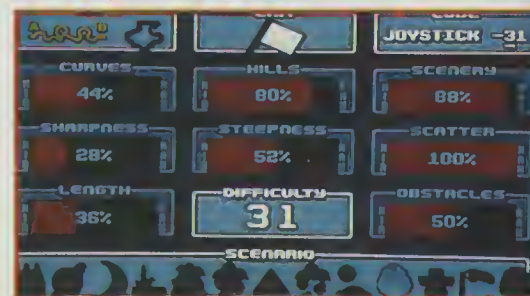 CODE
JOYSTICK -31
CURVES HILLS SCENERY
44% 80% 88%
SHARPNESS STEEPNESS SCATTER
28% 52% 100%
LENGTH DIFFICULTY OBSTACLES
36% 31 50%
SCENARIO